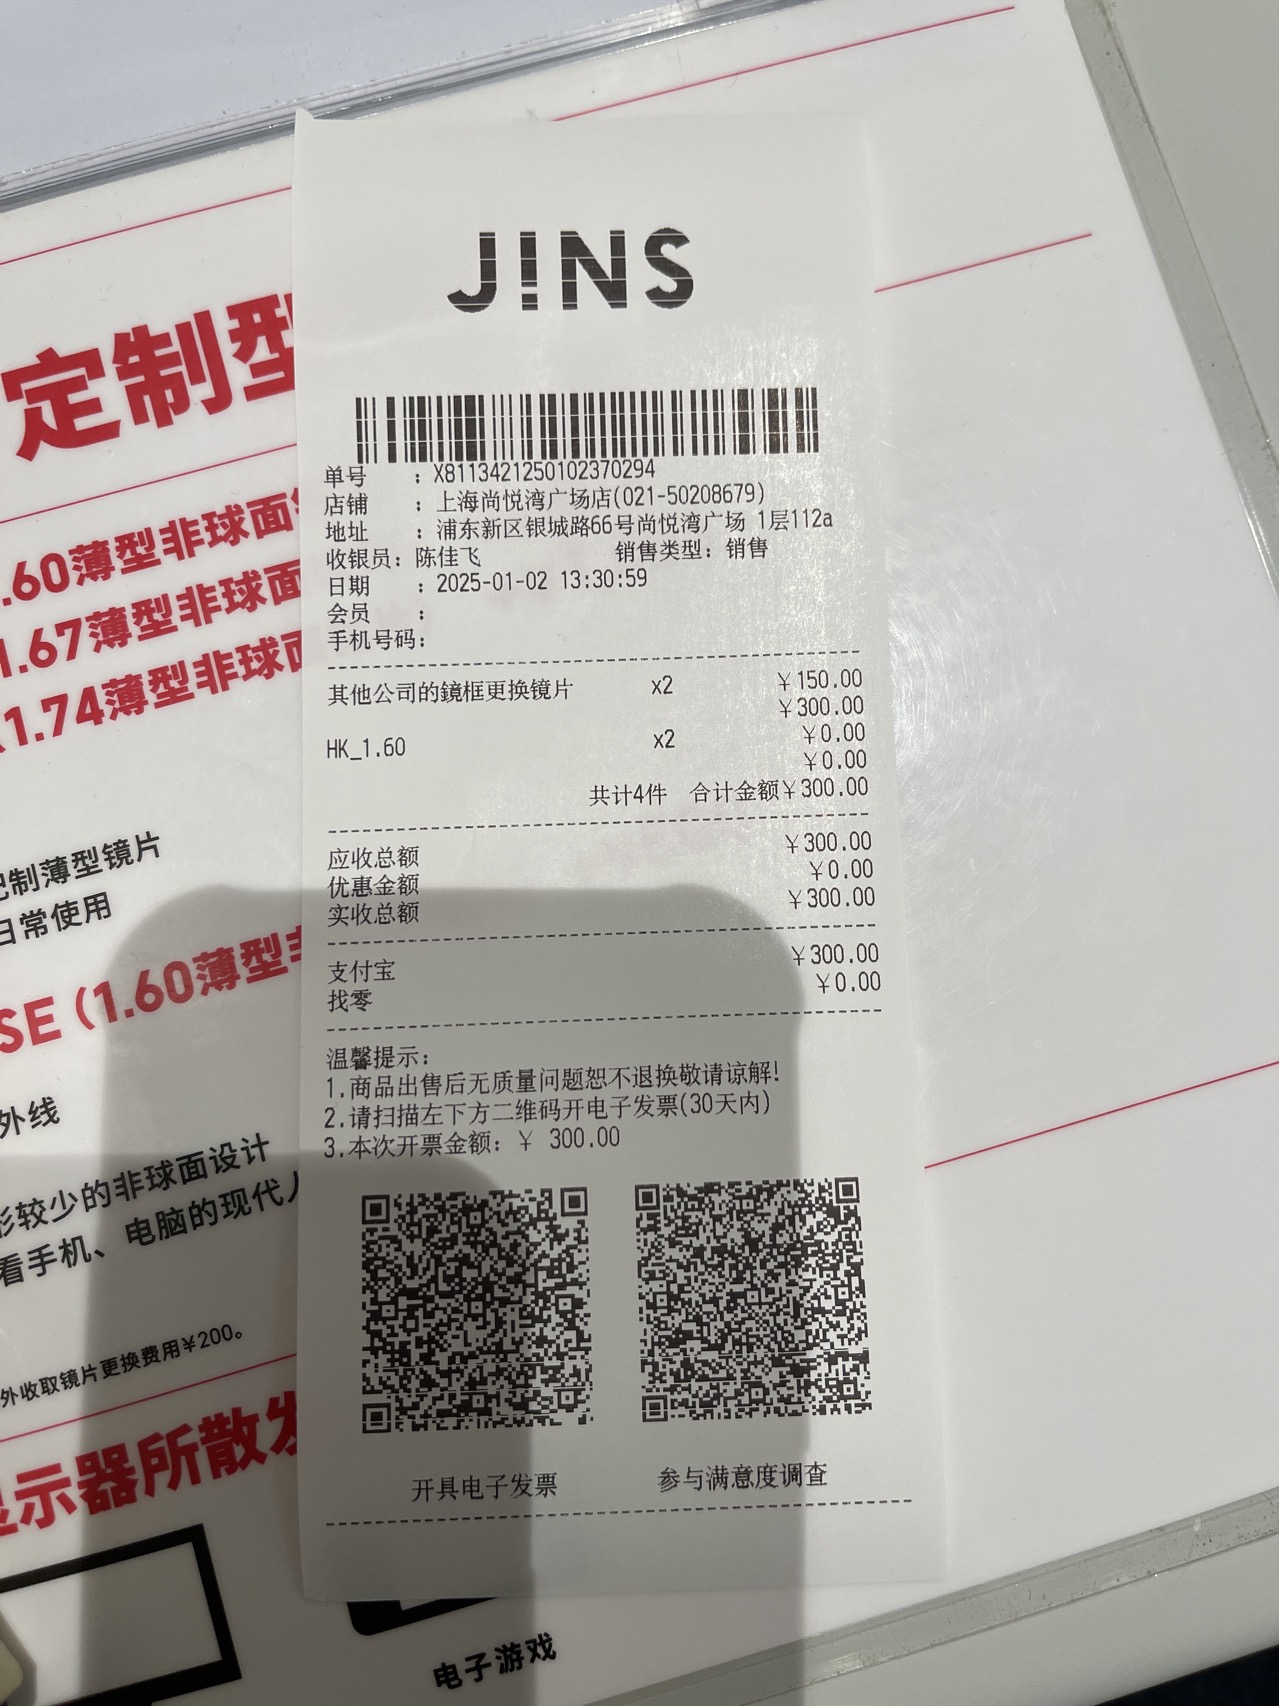 JINS
单号 : X8113421250102370294
店铺 : 上海尚悦湾广场店(021-50208679)
地址 : 浦东新区银城路66号尚悦湾广场 1层112a
收银员: 陈佳飞 销售类型: 销售
日期 : 2025-01-02 13:30:59
会员 :
手机号码:
其他公司的鏡框更换镜片 x2 ¥150.00
¥300.00
HK_1.60 x2 ¥0.00
¥0.00
共计4件 合计金额¥300.00
应收总额 ¥300.00
优惠金额 ¥0.00
实收总额 ¥300.00
支付宝 ¥300.00
找零 ¥0.00
温馨提示:
1.商品出售后无质量问题恕不退换敬请谅解!
2.请扫描左下方二维码开电子发票(30天内)
3.本次开票金额: ¥ 300.00
开具电子发票 参与满意度调查
定制型
.60薄型非球面
1.67薄型非球面
1.74薄型非球面
制薄型镜片
日常使用
SE (1.60薄型
外线
形较少的非球面设计
看手机、电脑的现代人
外收取镜片更换费用¥200。
显示器所散发
电子游戏